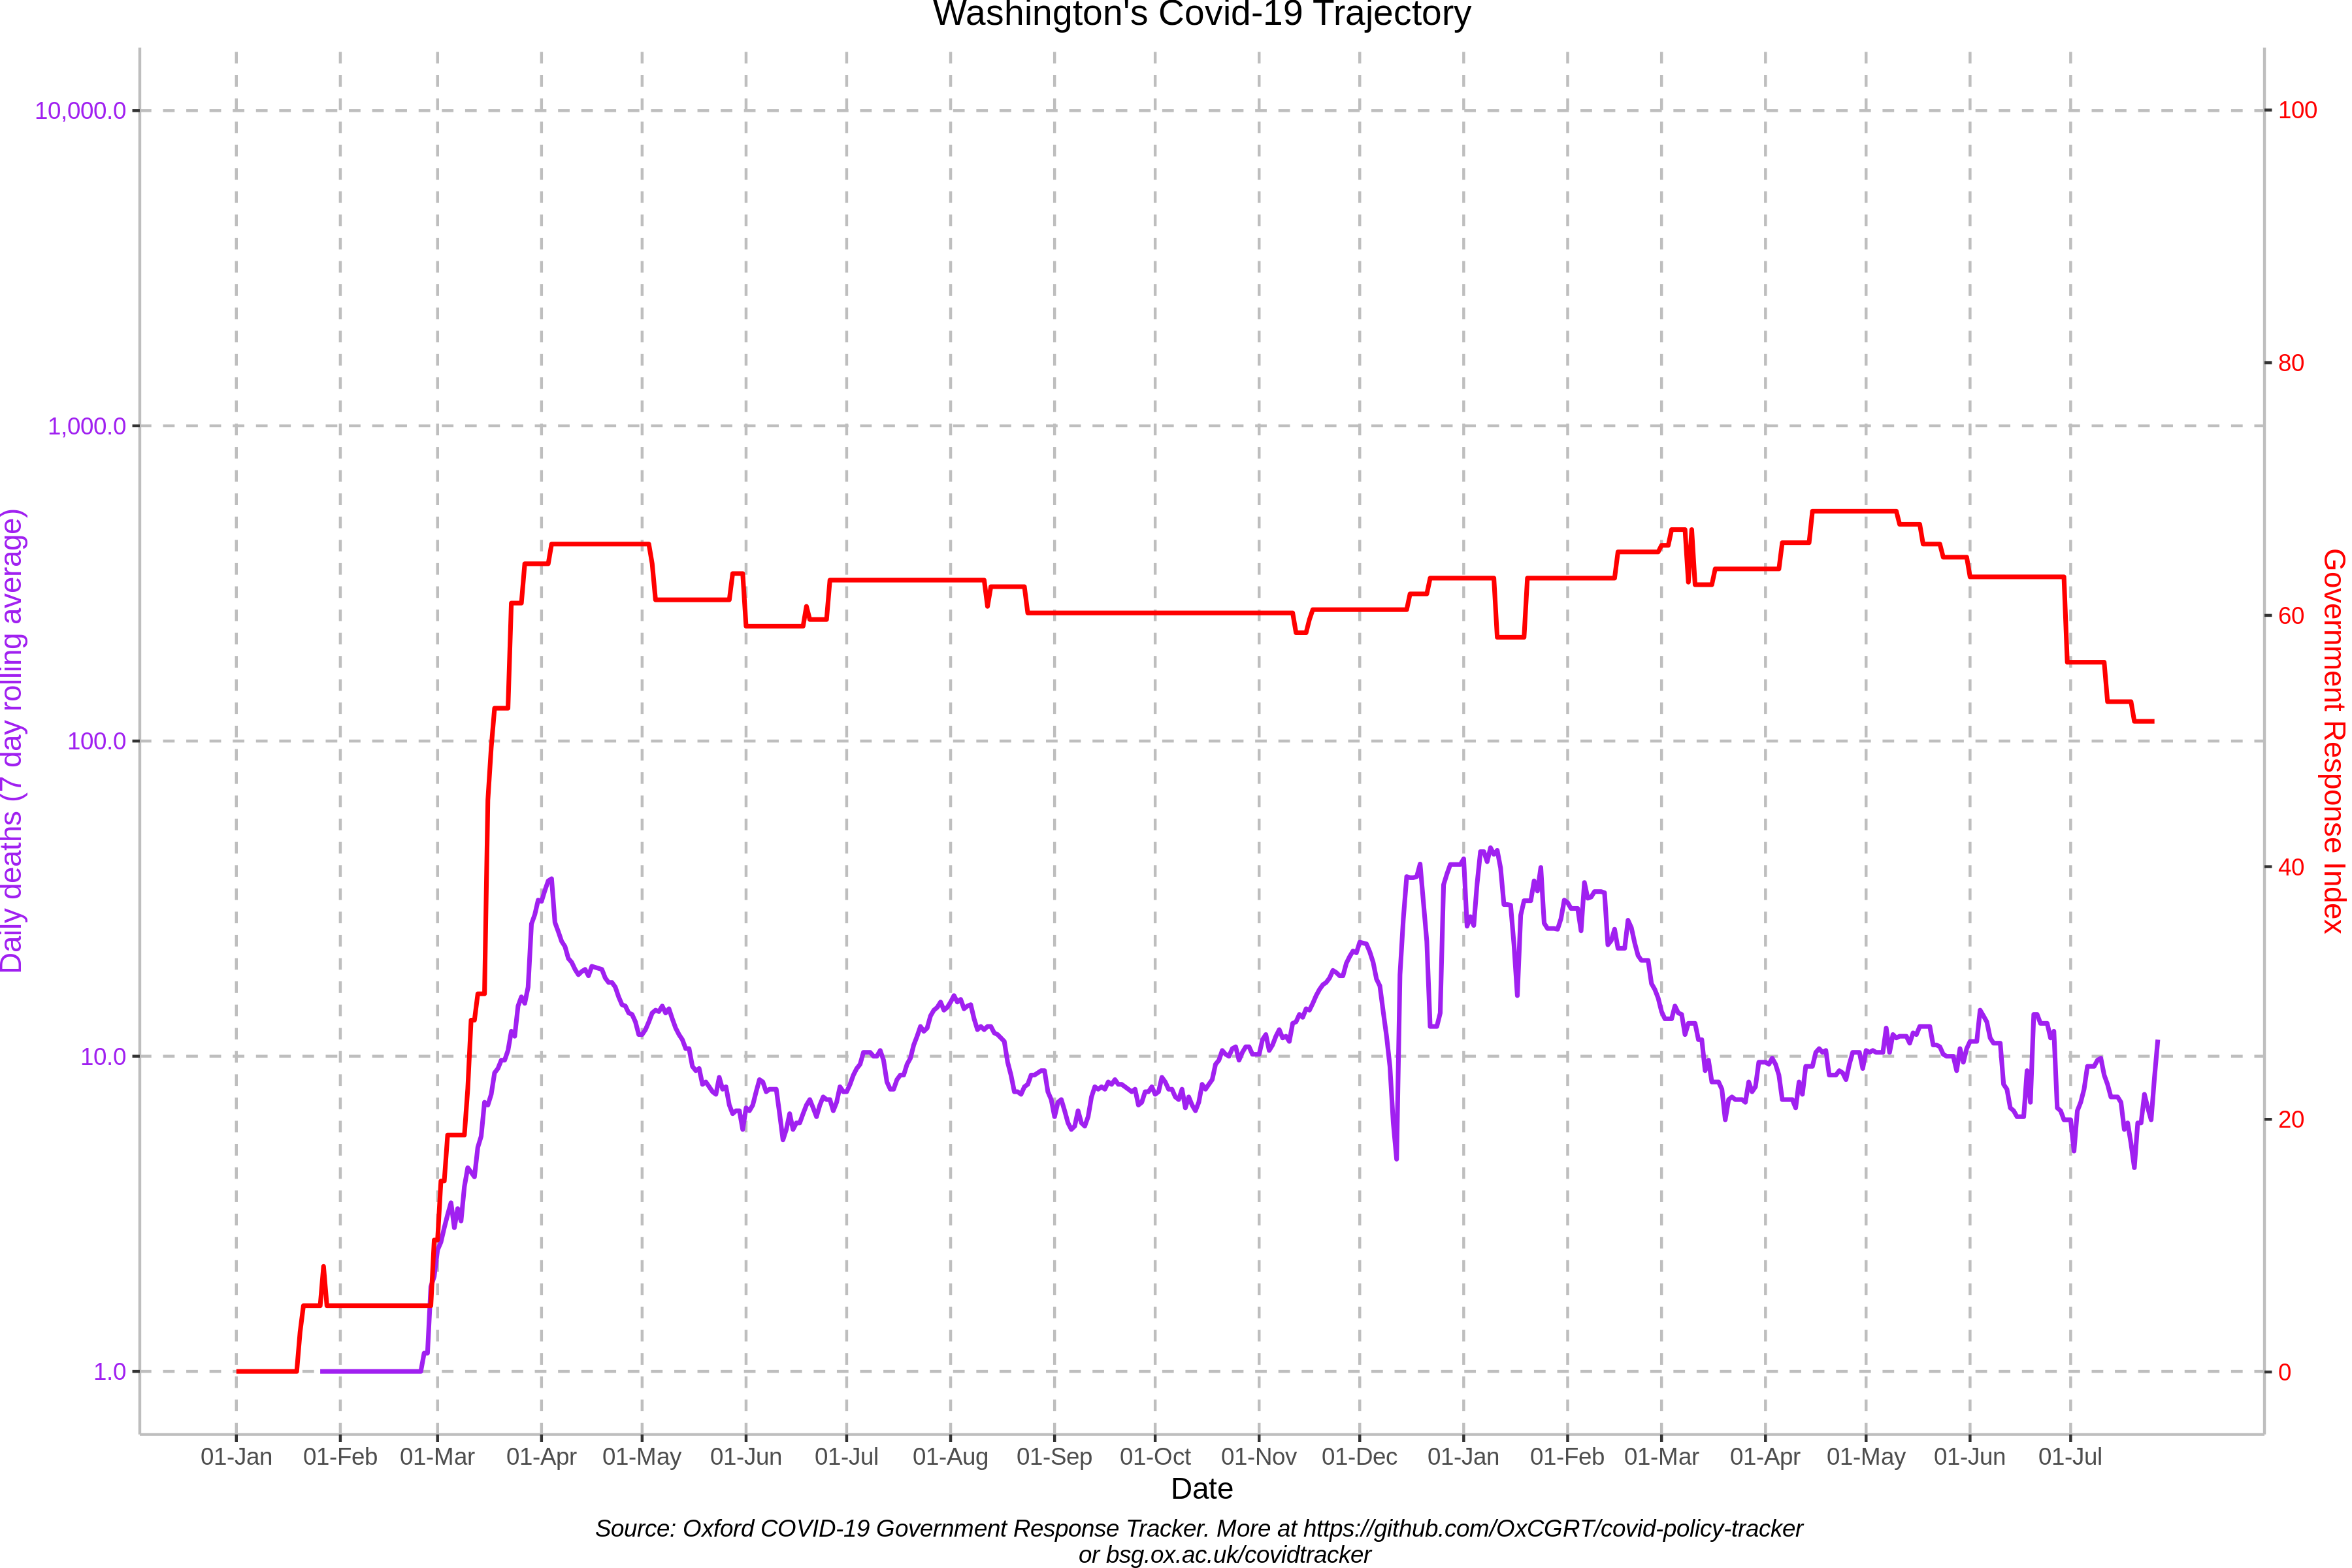 Washington's Covid-19 Trajectory
10,000.0
1,000.0
100.0
10.0
1.0
Daily deaths (7 day rolling average)
100
80
60
40
20
0
Government Response Index
01-Jan 01-Feb 01-Mar 01-Apr 01-May 01-Jun 01-Jul 01-Aug 01-Sep 01-Oct 01-Nov 01-Dec 01-Jan 01-Feb 01-Mar 01-Apr 01-May 01-Jun 01-Jul
Date
Source: Oxford COVID-19 Government Response Tracker. More at https://github.com/OxCGRT/covid-policy-tracker
or bsg.ox.ac.uk/covidtracker